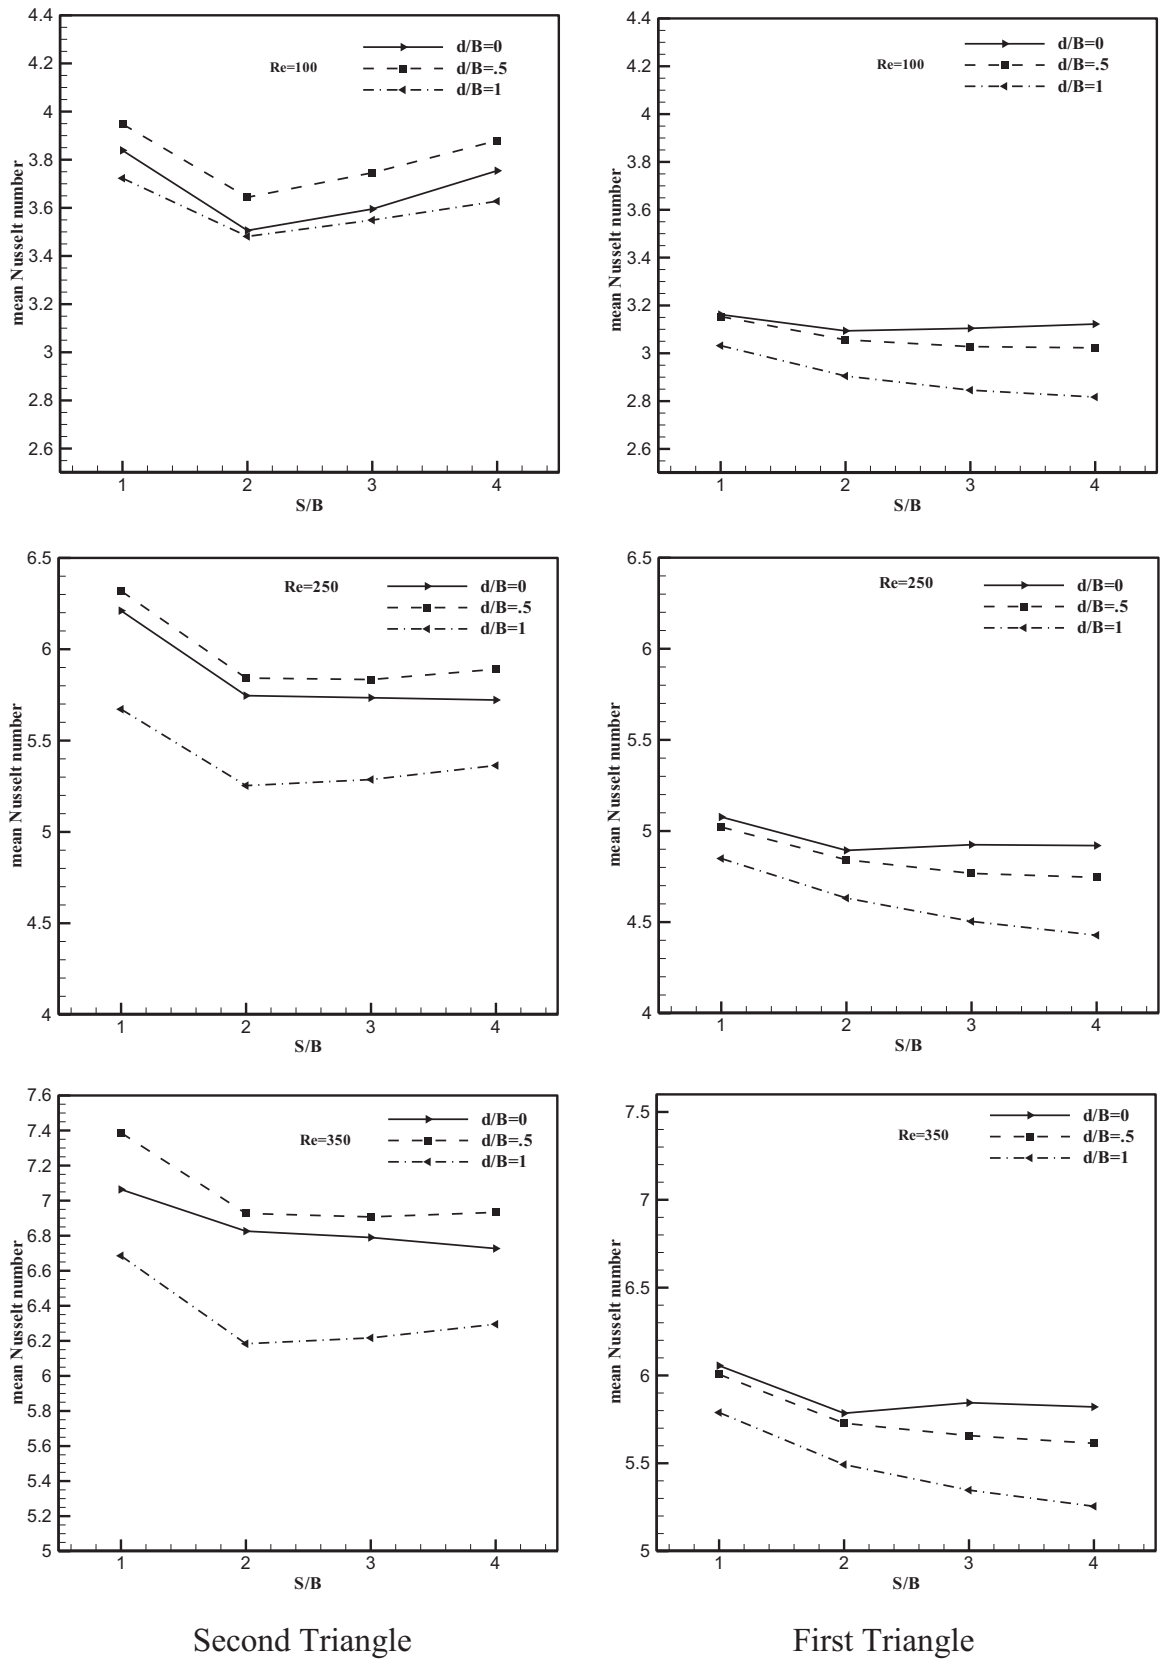 4.4
4.2
4
3.8
3.6
3.4
3.2
3
2.8
2.6
mean Nusselt number
Re=100
d/B=0
d/B=.5
d/B=1
1 2 3 4
S/B
4.4
4.2
4
3.8
3.6
3.4
3.2
3
2.8
2.6
mean Nusselt number
Re=100
d/B=0
d/B=.5
d/B=1
1 2 3 4
S/B
6.5
6
5.5
5
4.5
4
mean Nusselt number
Re=250
d/B=0
d/B=.5
d/B=1
1 2 3 4
S/B
6.5
6
5.5
5
4.5
4
mean Nusselt number
Re=250
d/B=0
d/B=.5
d/B=1
1 2 3 4
S/B
7.6
7.4
7.2
7
6.8
6.6
6.4
6.2
6
5.8
5.6
5.4
5.2
5
mean Nusselt number
Re=350
d/B=0
d/B=.5
d/B=1
1 2 3 4
S/B
7.5
7
6.5
6
5.5
5
mean Nusselt number
Re=350
d/B=0
d/B=.5
d/B=1
1 2 3 4
S/B
Second Triangle
First Triangle